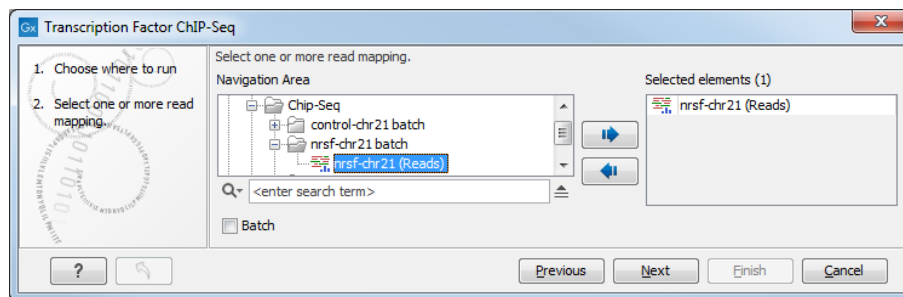 Gx Transcription Factor ChIP-Seq
x
1. Choose where to run
2. Select one or more read
mapping.
Select one or more read mapping.
Navigation Area
Chip-Seq
control-chr21 batch
nrsf-chr21 batch
nrsf-chr21 (Reads)
<enter search term>
Batch
Selected elements (1)
nrsf-chr21 (Reads)
?
Previous
Next
Finish
Cancel